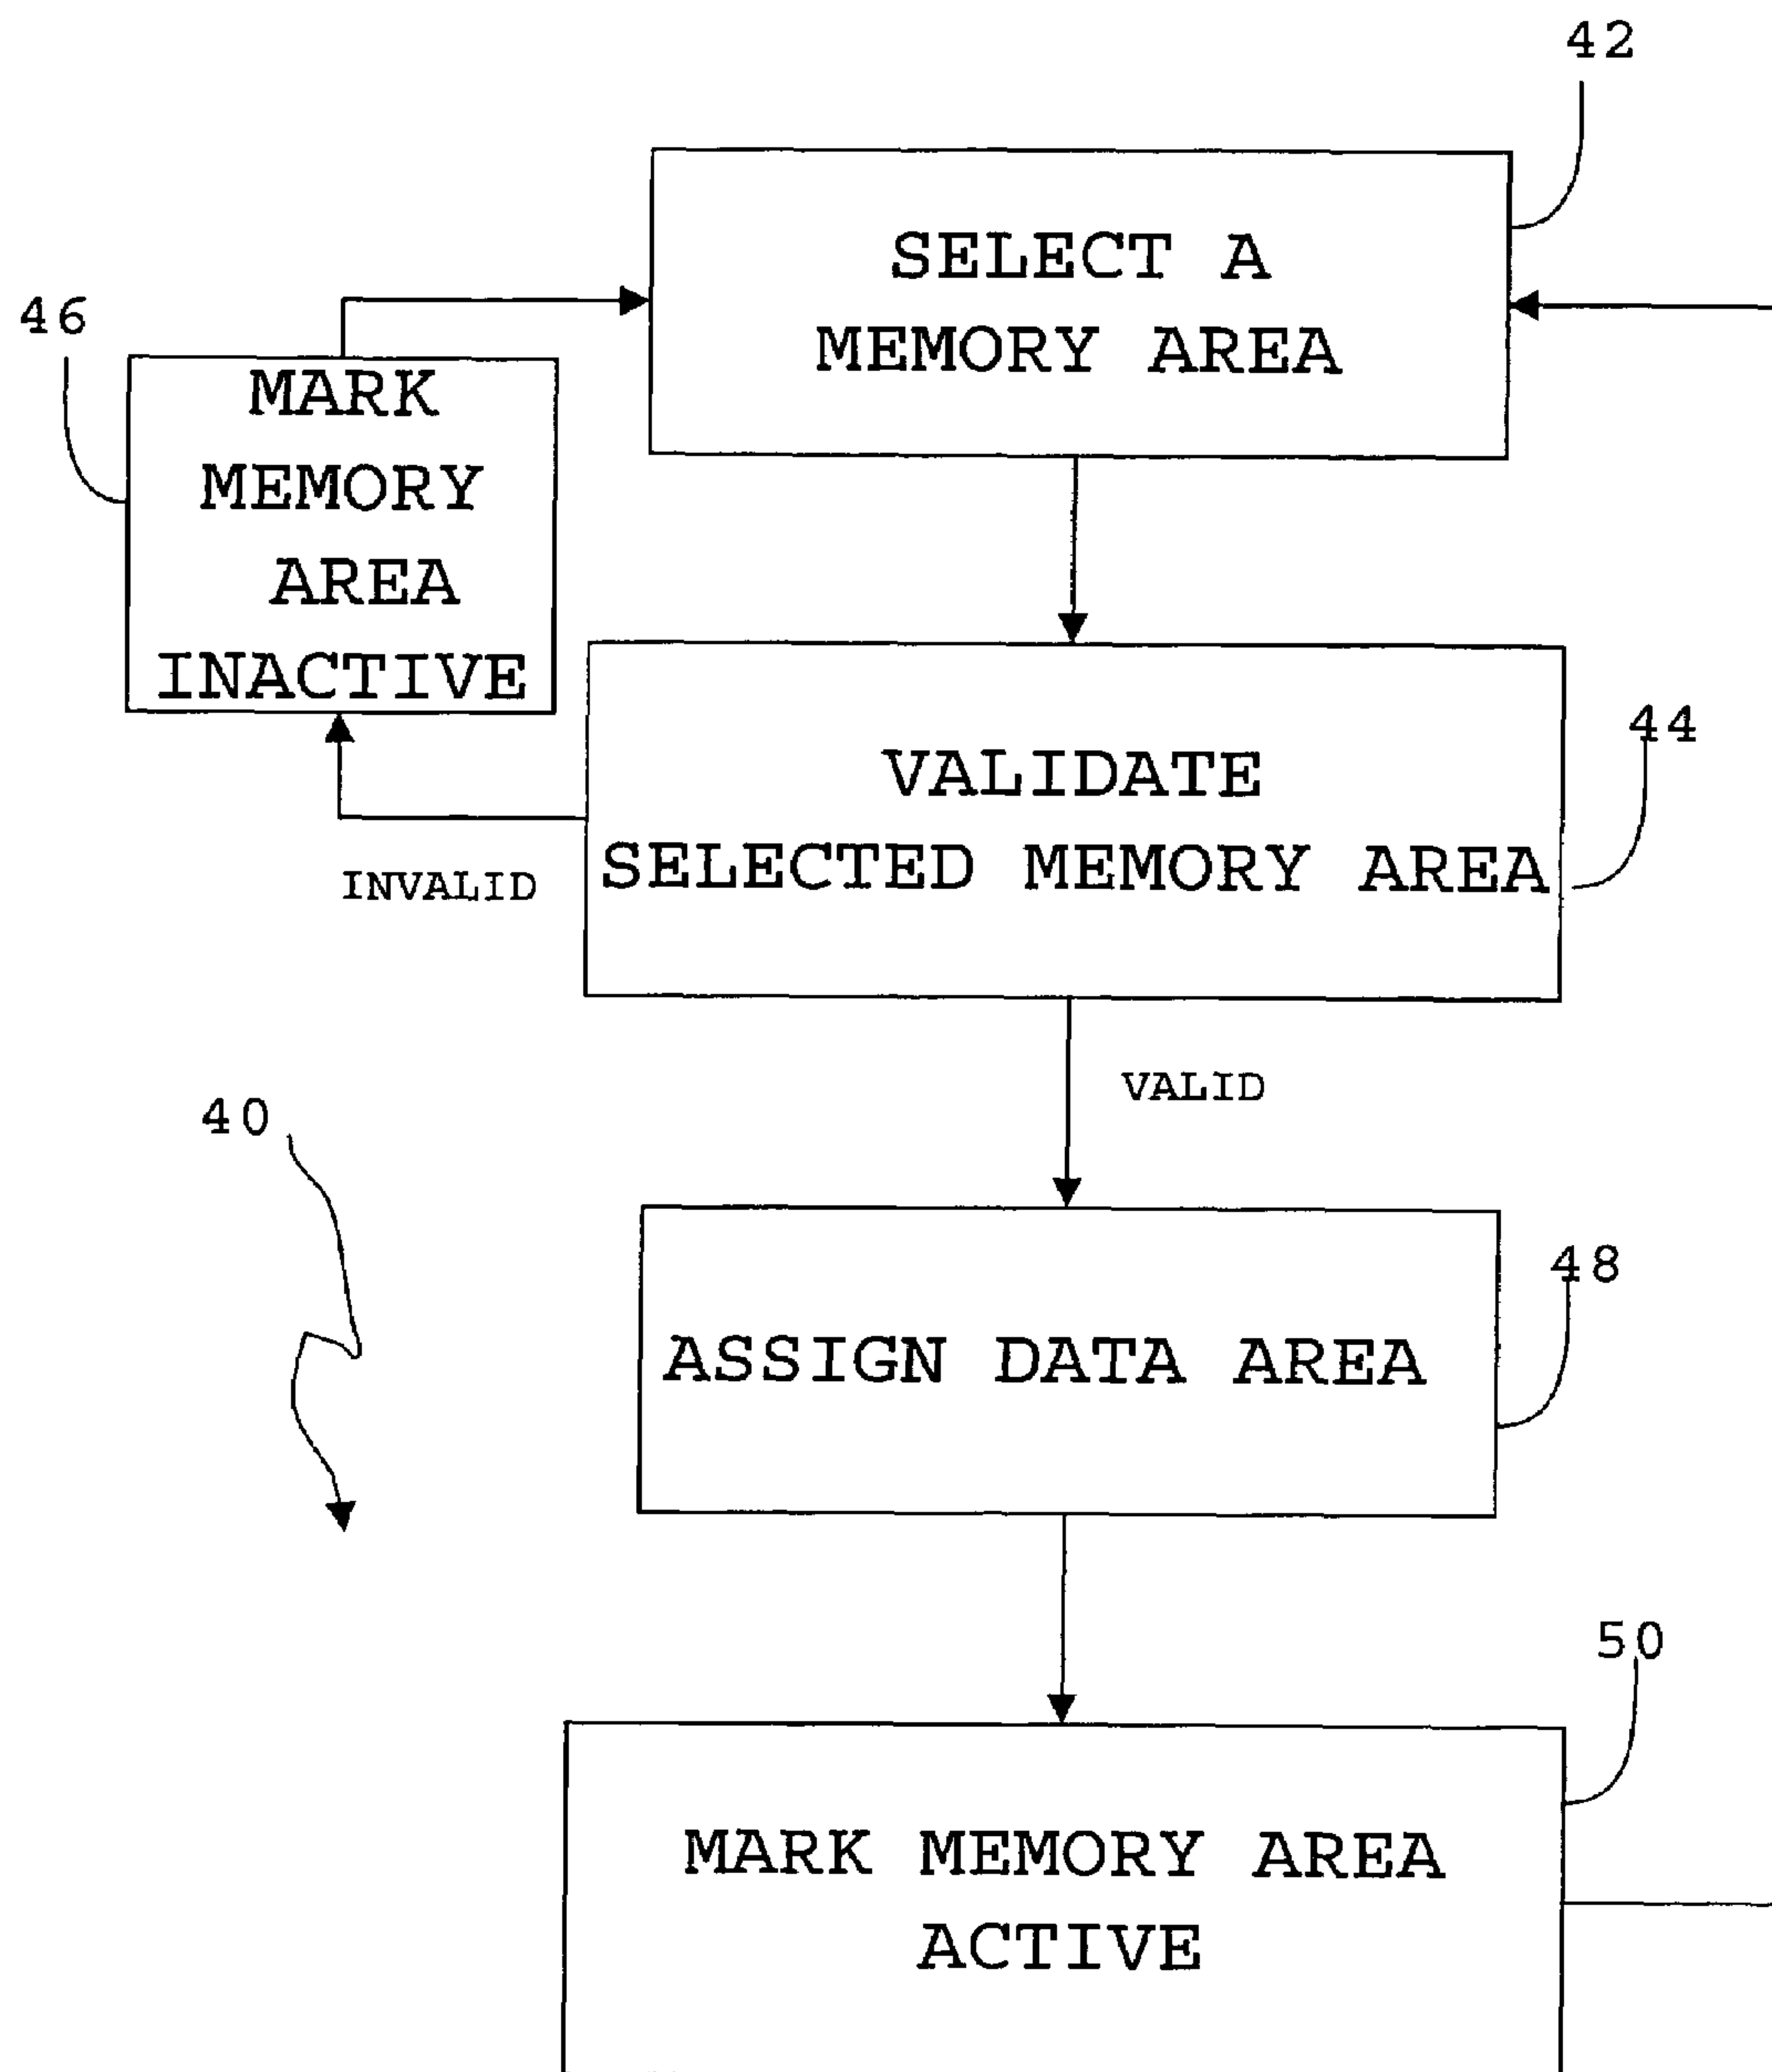 42
SELECT A
MEMORY AREA
46
MARK
MEMORY
AREA
INACTIVE
44
VALIDATE
SELECTED MEMORY AREA
INVALID
VALID
40
48
ASSIGN DATA AREA
50
MARK MEMORY AREA
ACTIVE